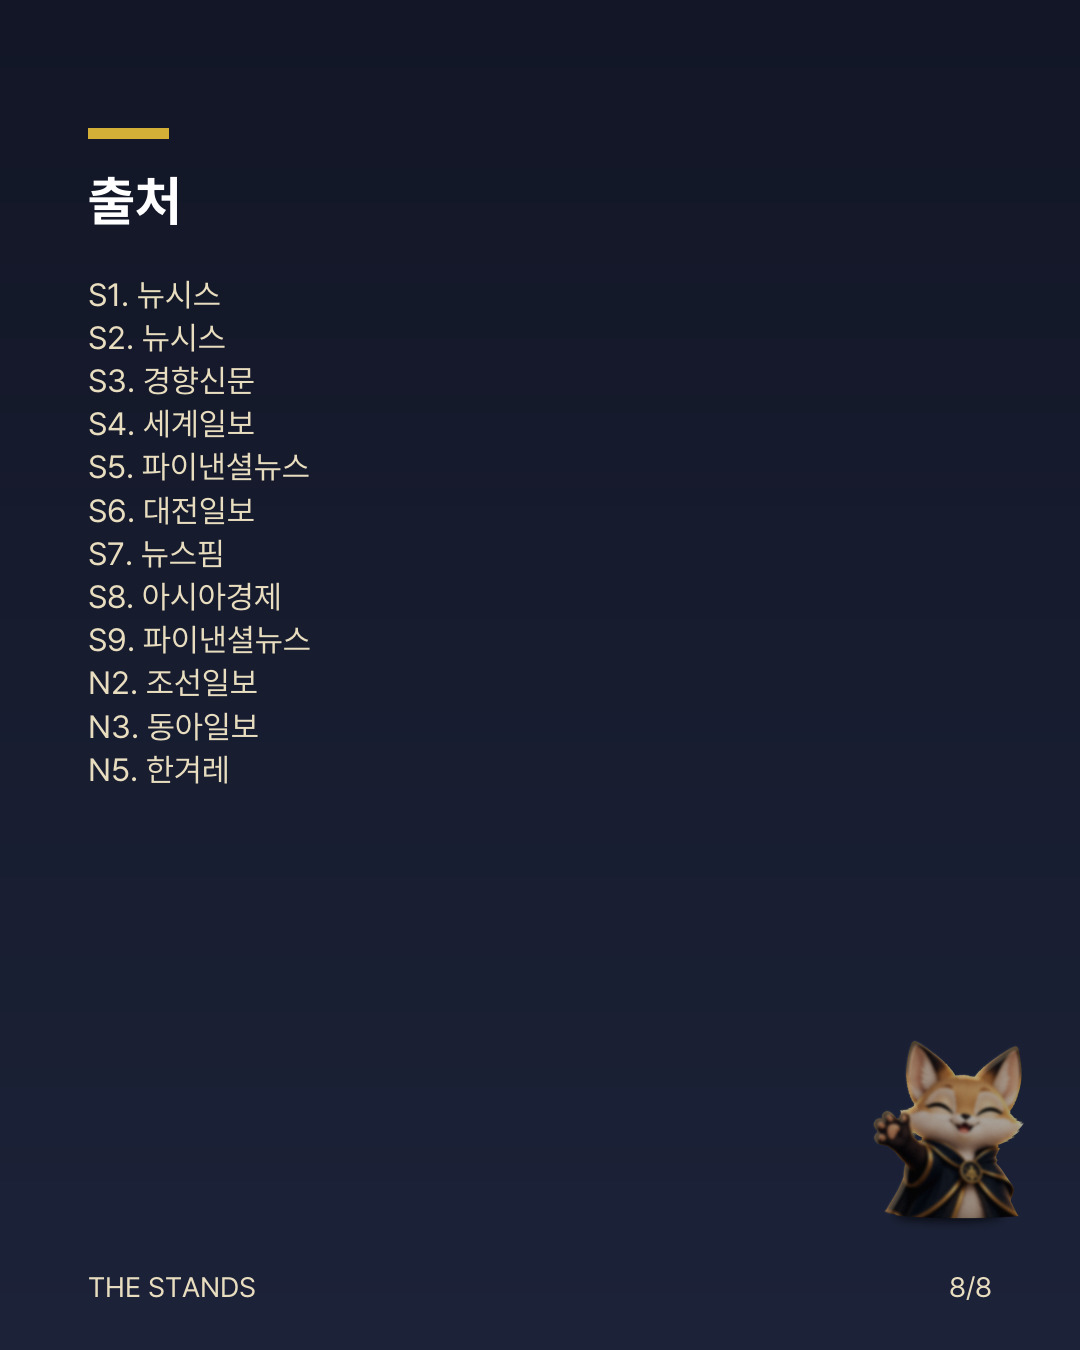 출처
S1. 뉴시스
S2. 뉴시스
S3. 경향신문
S4. 세계일보
S5. 파이낸셜뉴스
S6. 대전일보
S7. 뉴스핌
S8. 아시아경제
S9. 파이낸셜뉴스
N2. 조선일보
N3. 동아일보
N5. 한겨레
THE STANDS
8/8